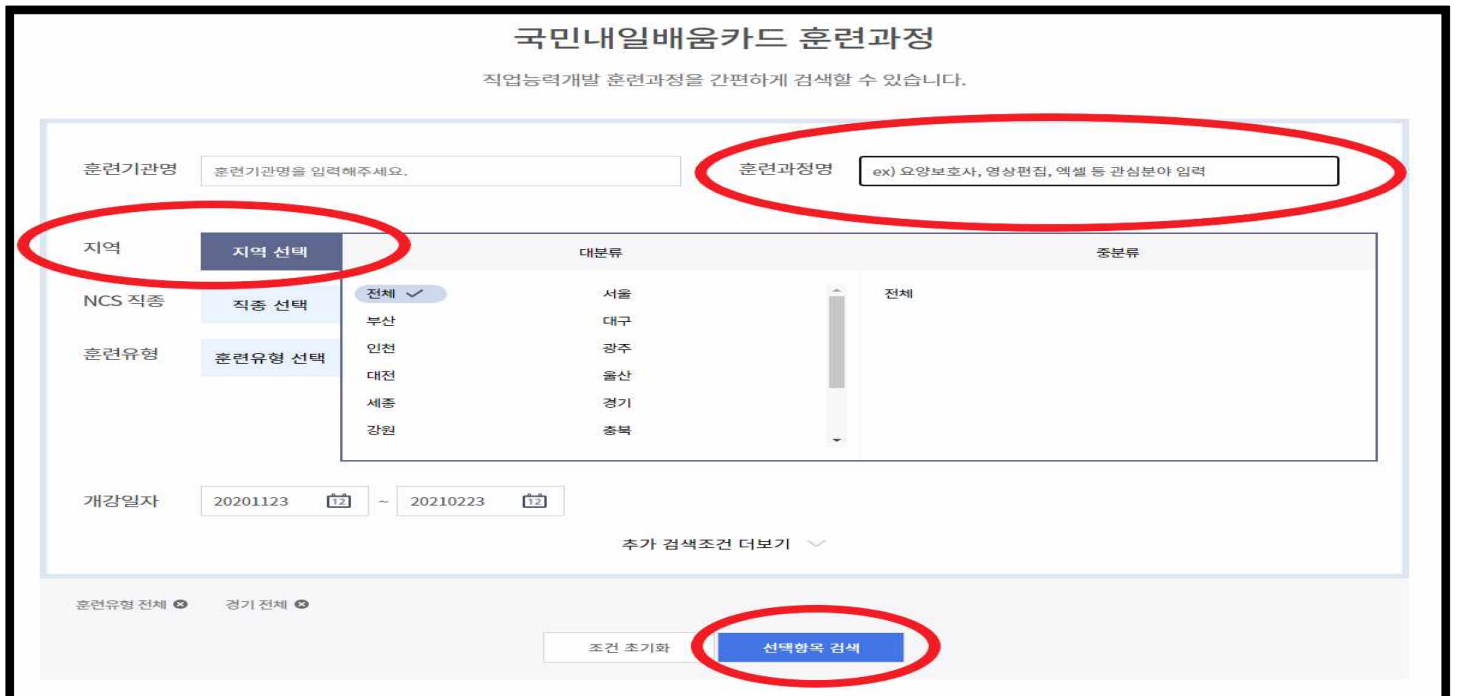 국민내일배움카드 훈련과정
직업능력개발 훈련과정을 간편하게 검색할 수 있습니다.
훈련기관명 훈련기관명을 입력해주세요. 훈련과정명 ex) 요양보호사, 영상편집, 엑셀 등 관심분야 입력
지역 지역 선택 대분류 중분류
NCS 직종 직종 선택 전체 서울 전체
부산 대구
훈련유형 훈련유형 선택 인천 광주
대전 울산
세종 경기
강원 충북
개강일자 20201123 12 ~ 20210223 12
추가 검색조건 더보기
훈련유형 전체 경기 전체
조건 초기화 선택항목 검색